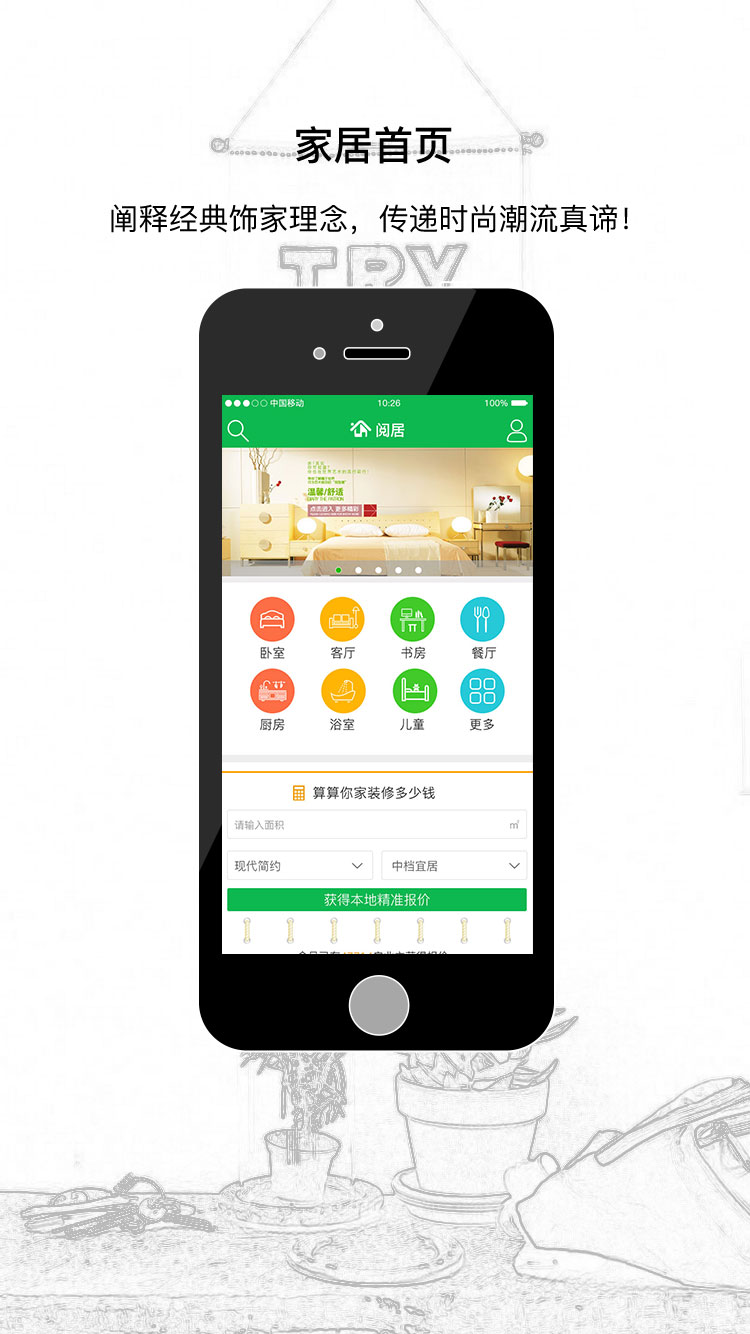 家居首页
阐释经典饰家理念，传递时尚潮流真谛！
TRY
中国移动 10:26 100%
阅居
温馨/舒适
点击进入 更多精彩
卧室 客厅 书房 餐厅
厨房 浴室 儿童 更多
算算你家装修多少钱
请输入面积 ㎡
现代简约 中档宜居
获得本地精准报价